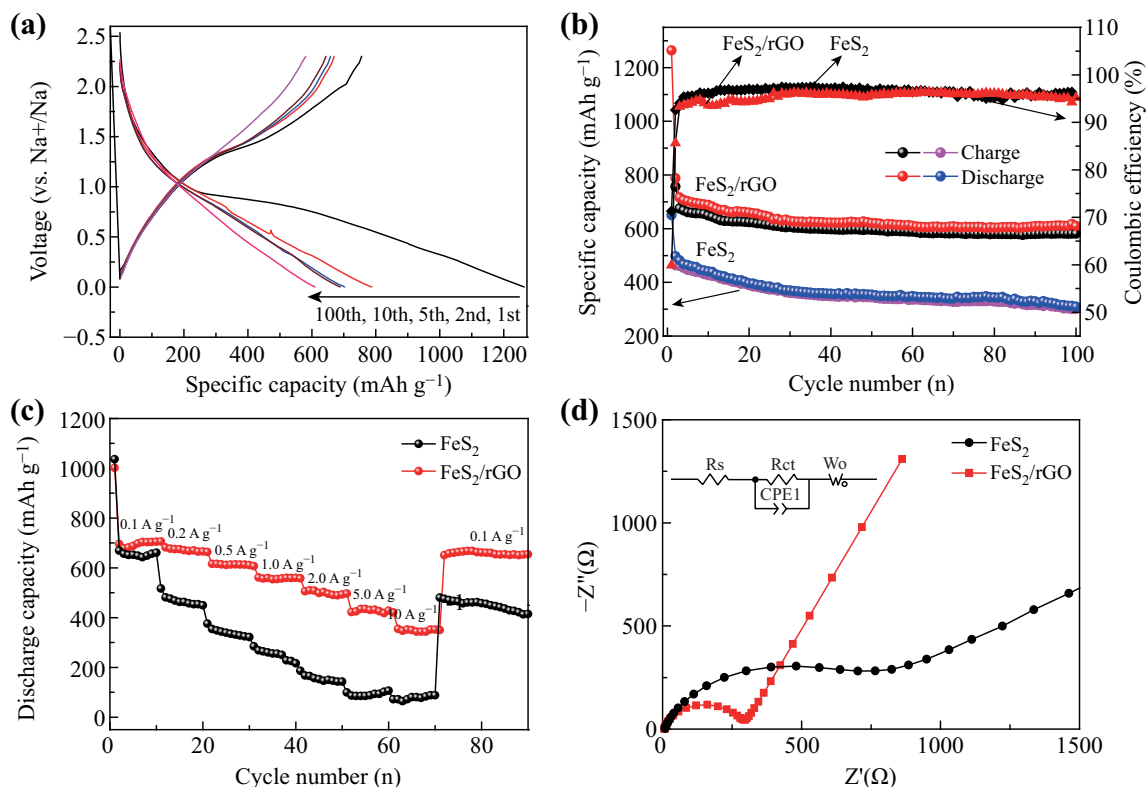 (a)
2.5
2.0
1.5
1.0
0.5
0.0
−0.5
Voltage (vs. Na+/Na)
100th, 10th, 5th, 2nd, 1st
0 200 400 600 800 1000 1200
Specific capacity (mAh g⁻¹)
(b)
1200
1000
800
600
400
200
Specific capacity (mAh g⁻¹)
FeS₂/rGO
FeS₂
Charge
Discharge
FeS₂/rGO
FeS₂
110
100
90
80
70
60
50
Coulombic efficiency (%)
0 20 40 60 80 100
Cycle number (n)
(c)
1200
1000
800
600
400
200
0
Discharge capacity (mAh g⁻¹)
FeS₂
FeS₂/rGO
0.1 A g⁻¹
0.2 A g⁻¹
0.5 A g⁻¹
1.0 A g⁻¹
2.0 A g⁻¹
5.0 A g⁻¹
10 A g⁻¹
0.1 A g⁻¹
0 20 40 60 80
Cycle number (n)
(d)
1500
1000
500
0
−Z''(Ω)
FeS₂
FeS₂/rGO
Rs Rct Wo
CPE1
0 500 1000 1500
Z'(Ω)